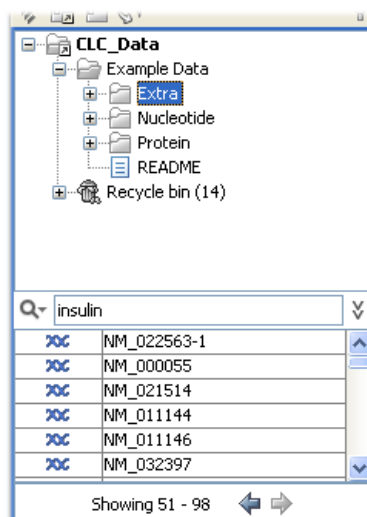 CLC_Data
Example Data
Extra
Nucleotide
Protein
README
Recycle bin (14)
insulin
NM_022563-1
NM_000055
NM_021514
NM_011144
NM_011146
NM_032397
Showing 51 - 98